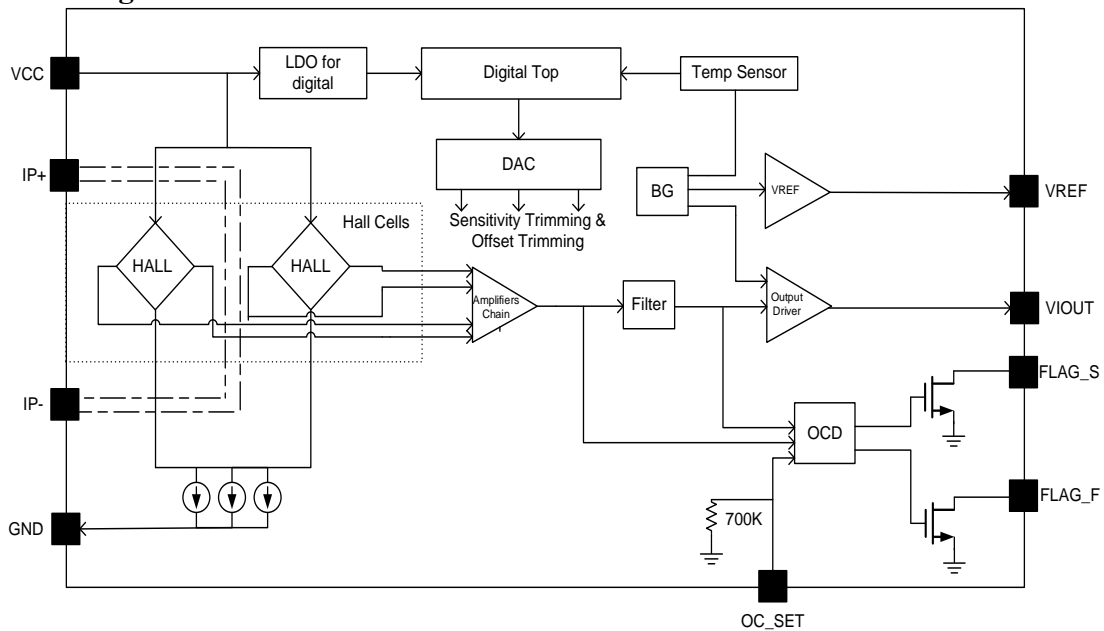 VCC
LDO for
digital
Digital Top
Temp Sensor
IP+
DAC
BG
VREF
VREF
Sensitivity Trimming &
Offset Trimming
Hall Cells
HALL
HALL
Amplifiers
Chain
Filter
Output
Driver
VIOUT
FLAG_S
IP-
OCD
FLAG_F
GND
700K
OC_SET